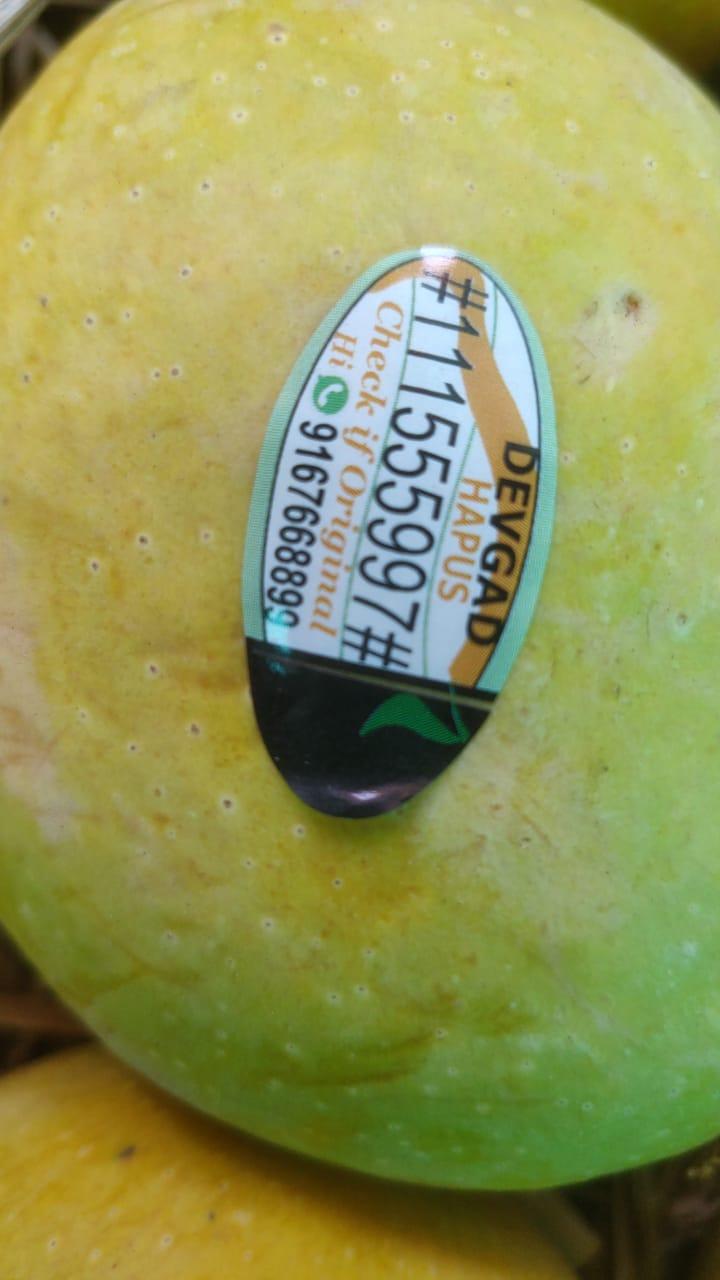 DEVGAD
HAPUS
#111555997#
Check if Original
Hi 9167668899